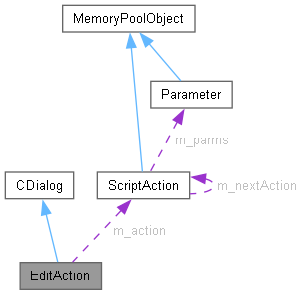 MemoryPoolObject
Parameter
m_parms
CDialog
ScriptAction
m_nextAction
m_action
EditAction